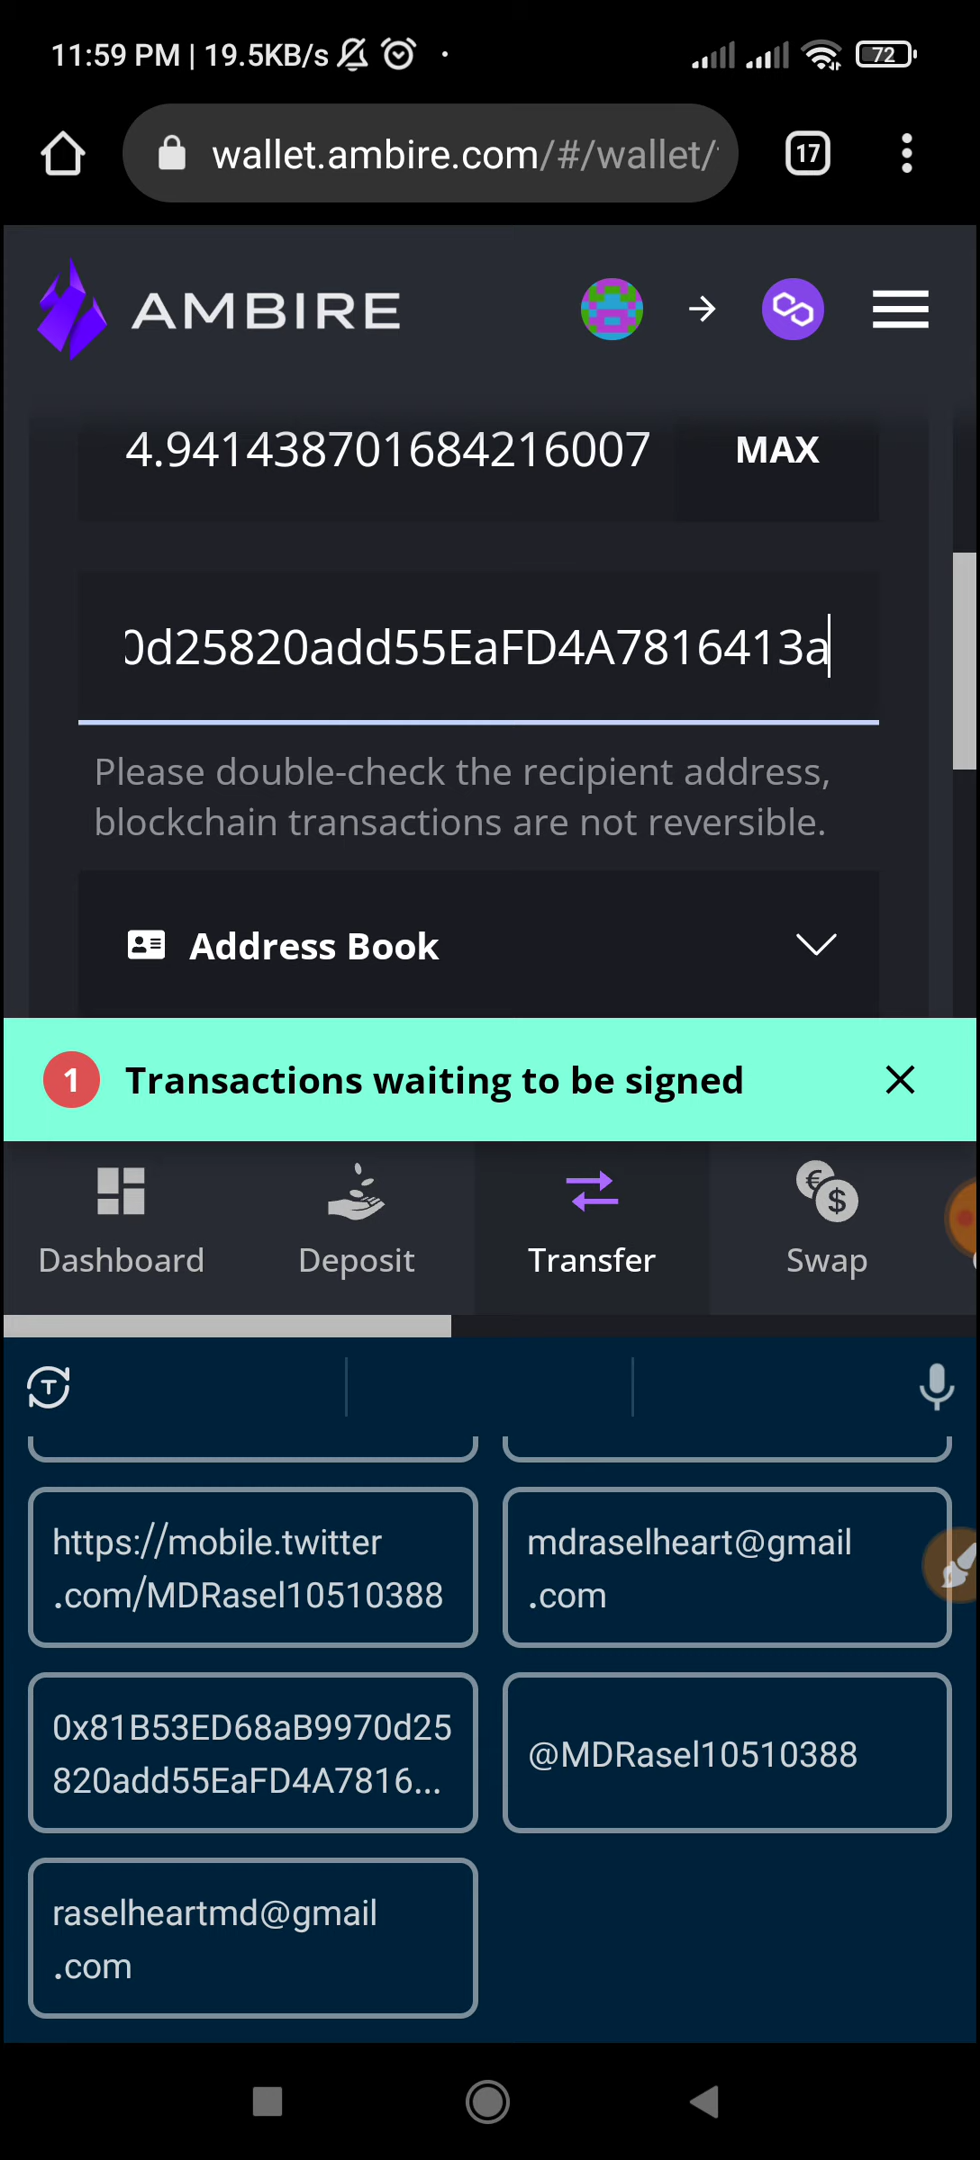 11:59 PM | 19.5KB/s
72
wallet.ambire.com/#/wallet/
17
AMBIRE
4.941438701684216007
MAX
0d25820add55EaFD4A7816413a
Please double-check the recipient address,
blockchain transactions are not reversible.
Address Book
1 Transactions waiting to be signed
Dashboard
Deposit
Transfer
Swap
https://mobile.twitter
.com/MDRasel10510388
mdraselheart@gmail
.com
0x81B53ED68aB9970d25
820add55EaFD4A7816...
@MDRasel10510388
raselheartmd@gmail
.com